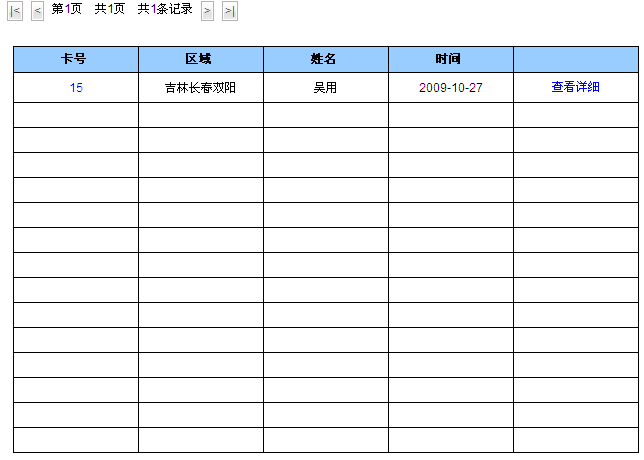 |< < 第1页 共1页 共1条记录 > >|
卡号 区域 姓名 时间
15 吉林长春双阳 吴用 2009-10-27 查看详细